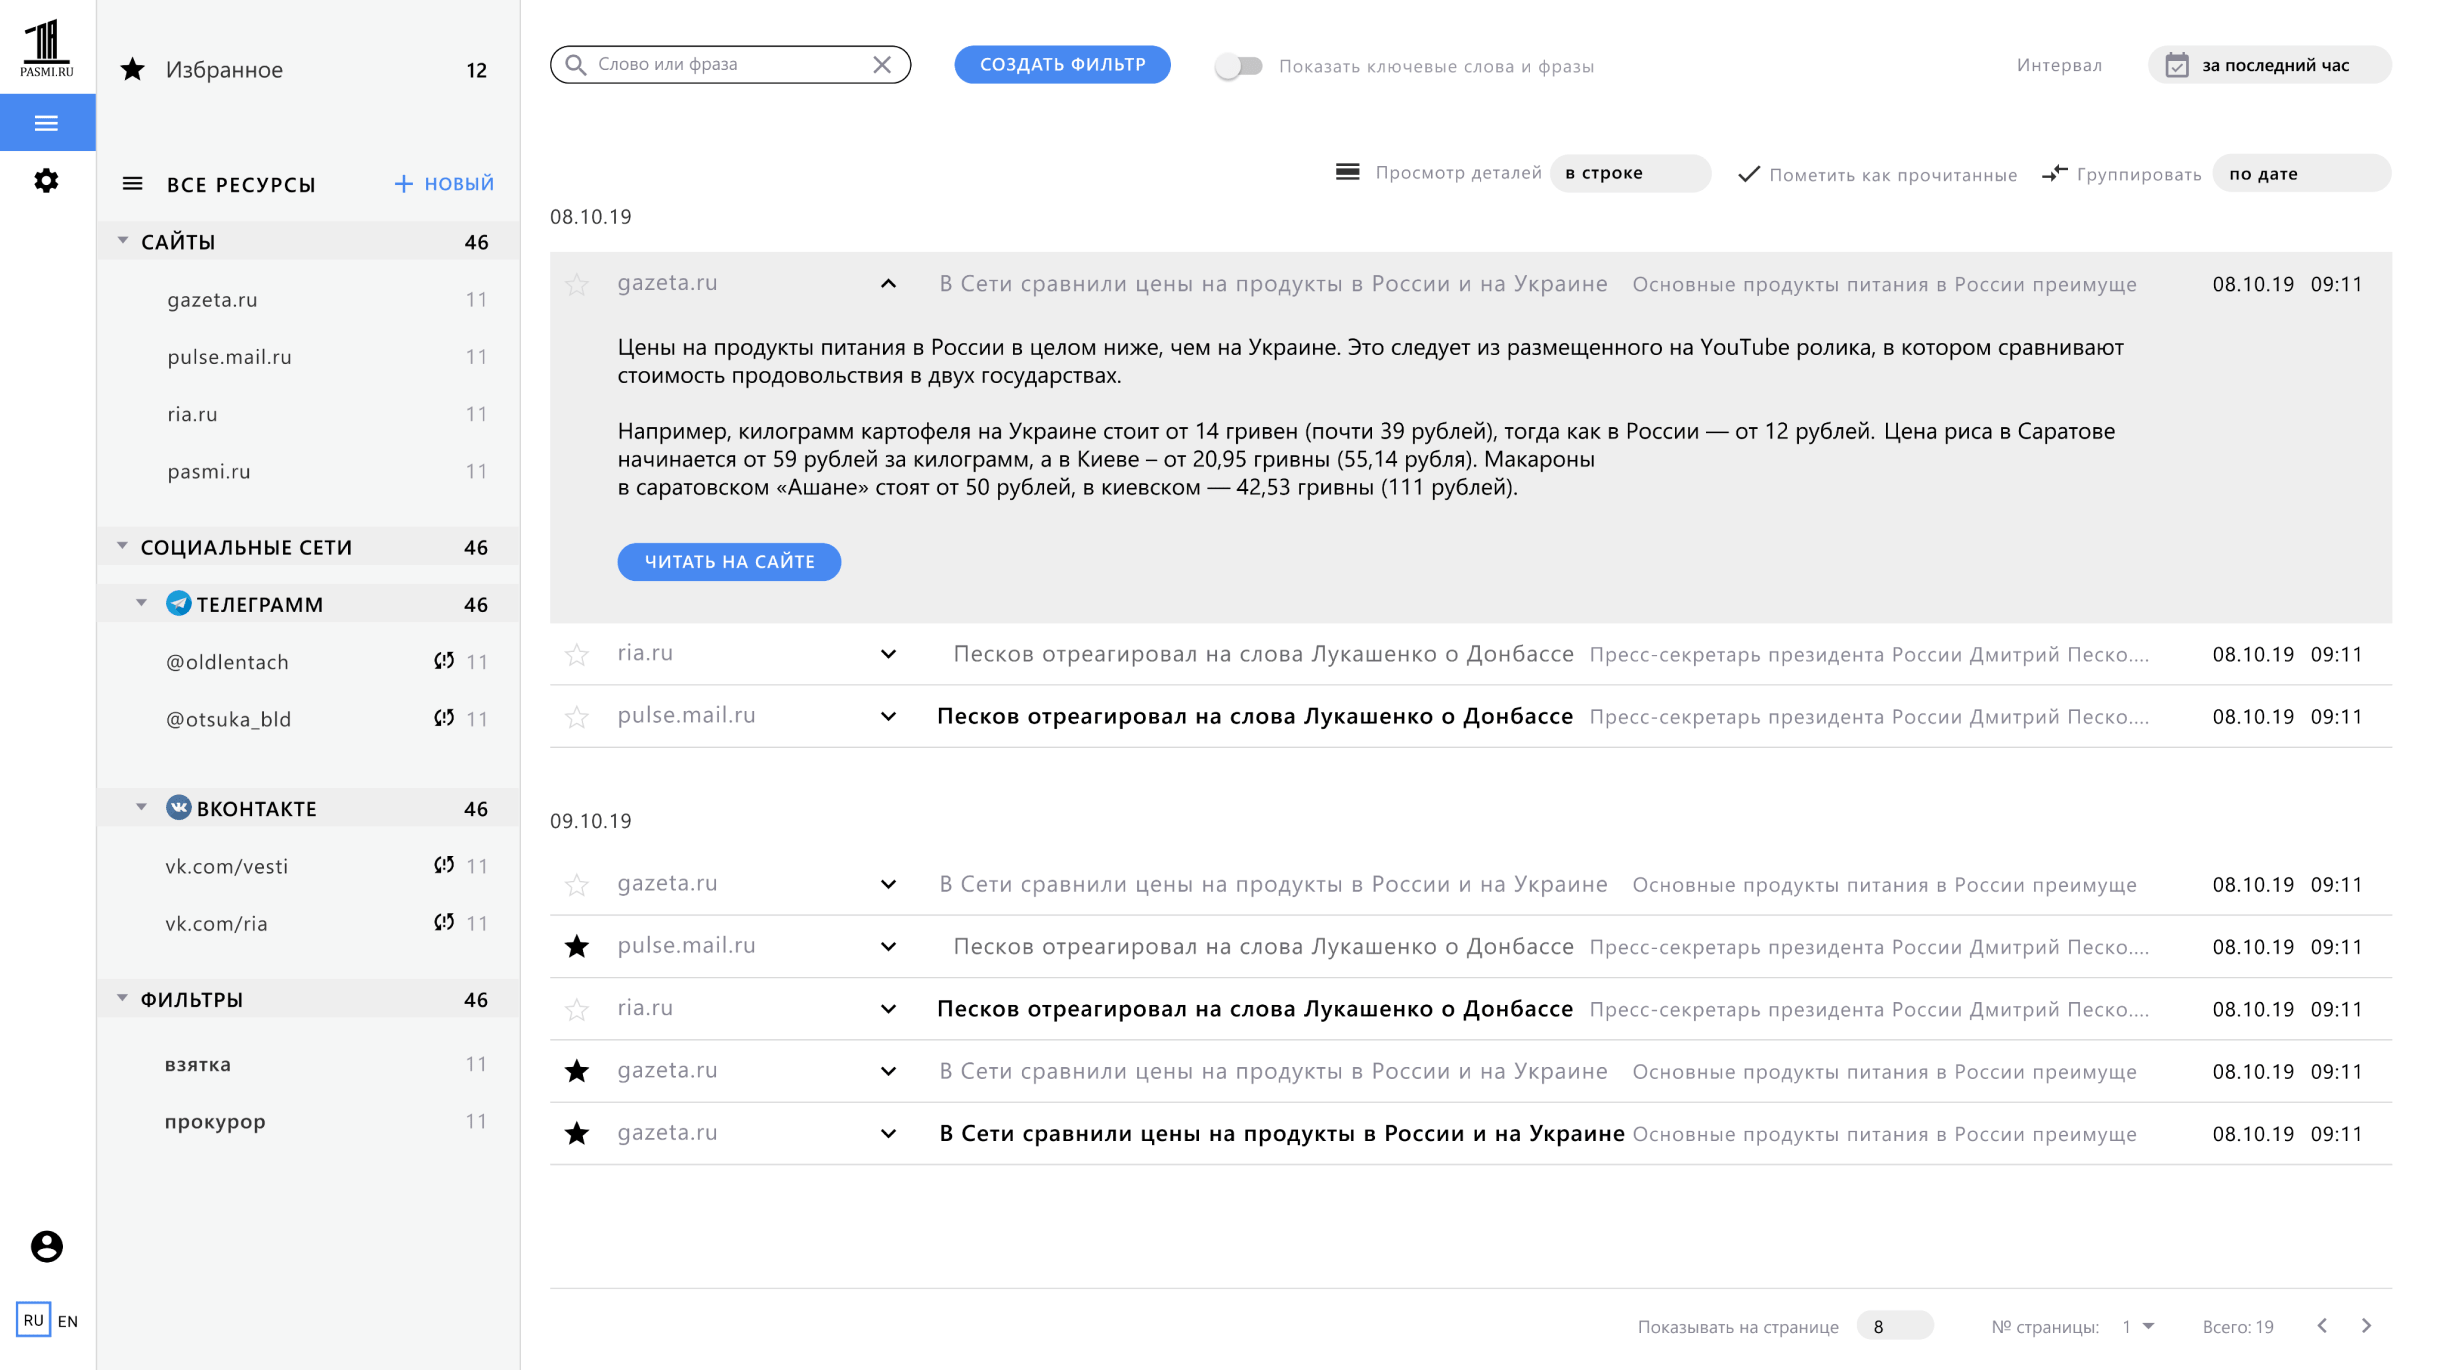 PASMI.RU
Избранное 12
ВСЕ РЕСУРСЫ + НОВЫЙ
САЙТЫ 46
gazeta.ru 11
pulse.mail.ru 11
ria.ru 11
pasmi.ru 11
СОЦИАЛЬНЫЕ СЕТИ 46
ТЕЛЕГРАММ 46
@oldlentach 11
@otsuka_bld 11
ВКОНТАКТЕ 46
vk.com/vesti 11
vk.com/ria 11
ФИЛЬТРЫ 46
взятка 11
прокурор 11
RU EN
Слово или фраза
СОЗДАТЬ ФИЛЬТР
Показать ключевые слова и фразы
Интервал за последний час
Просмотр деталей в строке Пометить как прочитанные Группировать по дате
08.10.19
gazeta.ru В Сети сравнили цены на продукты в России и на Украине Основные продукты питания в России преимуще 08.10.19 09:11
Цены на продукты питания в России в целом ниже, чем на Украине. Это следует из размещенного на YouTube ролика, в котором сравнивают
стоимость продовольствия в двух государствах.
Например, килограмм картофеля на Украине стоит от 14 гривен (почти 39 рублей), тогда как в России — от 12 рублей. Цена риса в Саратове
начинается от 59 рублей за килограмм, а в Киеве – от 20,95 гривны (55,14 рубля). Макароны
в саратовском «Ашане» стоят от 50 рублей, в киевском — 42,53 гривны (111 рублей).
ЧИТАТЬ НА САЙТЕ
ria.ru Песков отреагировал на слова Лукашенко о Донбассе Пресс-секретарь президента России Дмитрий Песко.... 08.10.19 09:11
pulse.mail.ru Песков отреагировал на слова Лукашенко о Донбассе Пресс-секретарь президента России Дмитрий Песко.... 08.10.19 09:11
09.10.19
gazeta.ru В Сети сравнили цены на продукты в России и на Украине Основные продукты питания в России преимуще 08.10.19 09:11
pulse.mail.ru Песков отреагировал на слова Лукашенко о Донбассе Пресс-секретарь президента России Дмитрий Песко.... 08.10.19 09:11
ria.ru Песков отреагировал на слова Лукашенко о Донбассе Пресс-секретарь президента России Дмитрий Песко.... 08.10.19 09:11
gazeta.ru В Сети сравнили цены на продукты в России и на Украине Основные продукты питания в России преимуще 08.10.19 09:11
gazeta.ru В Сети сравнили цены на продукты в России и на Украине Основные продукты питания в России преимуще 08.10.19 09:11
Показывать на странице 8 № страницы: 1 Всего: 19